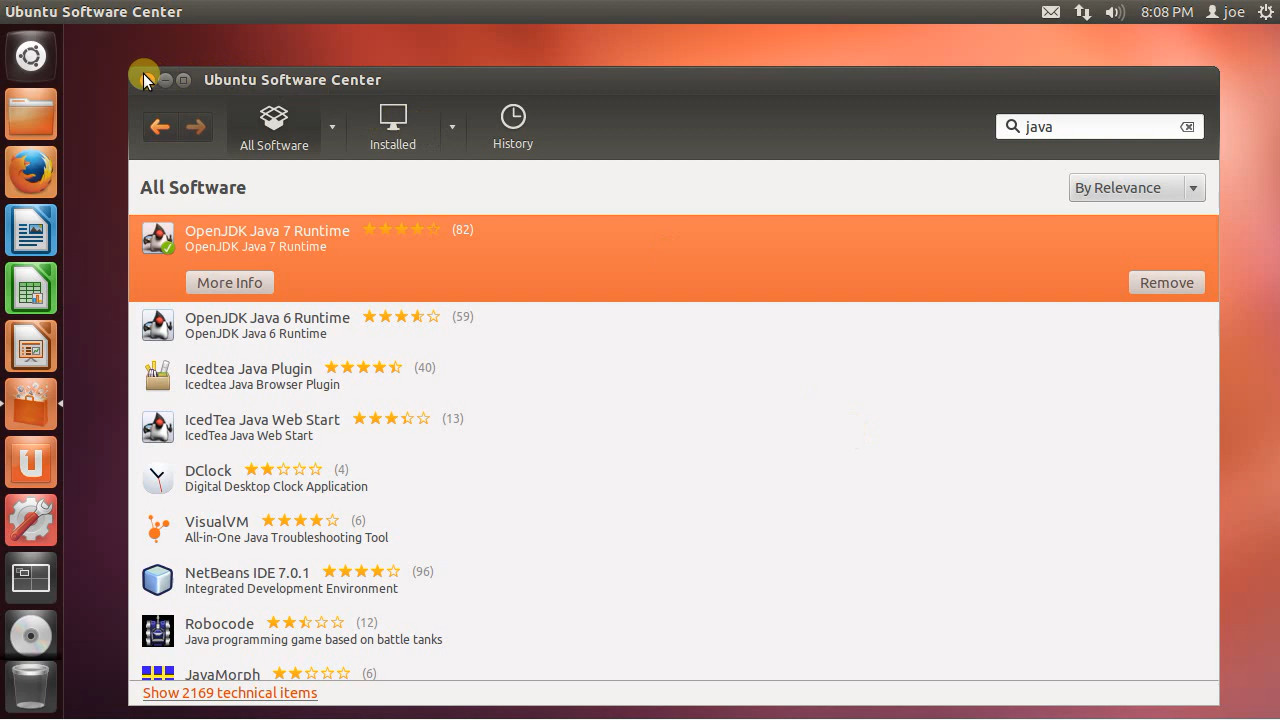 Ubuntu Software Center
8:08 PM
joe
Ubuntu Software Center
All Software
Installed
History
java
All Software
By Relevance
OpenJDK Java 7 Runtime (82)
OpenJDK Java 7 Runtime
More Info
Remove
OpenJDK Java 6 Runtime (59)
OpenJDK Java 6 Runtime
Icedtea Java Plugin (40)
Icedtea Java Browser Plugin
IcedTea Java Web Start (13)
IcedTea Java Web Start
DClock (4)
Digital Desktop Clock Application
VisualVM (6)
All-in-One Java Troubleshooting Tool
NetBeans IDE 7.0.1 (96)
Integrated Development Environment
Robocode (12)
Java programming game based on battle tanks
JavaMorph (6)
Show 2169 technical items